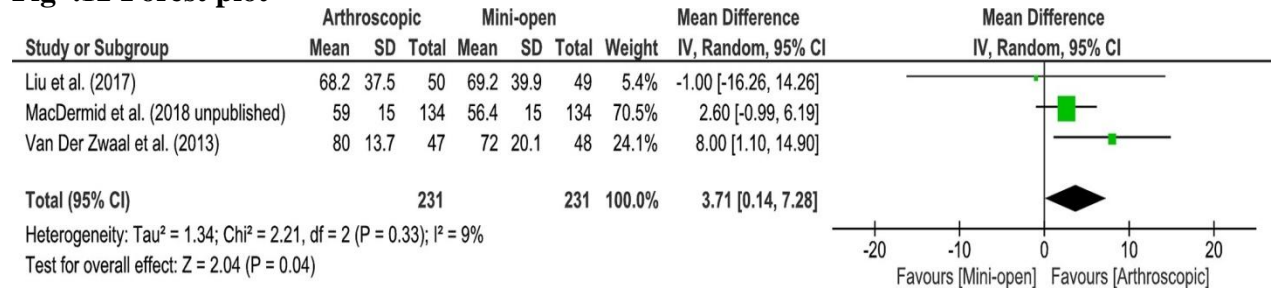 Fig 4.12 Forest plot
Arthroscopic Mini-open Mean Difference Mean Difference
Study or Subgroup Mean SD Total Mean SD Total Weight IV, Random, 95% CI IV, Random, 95% CI
Liu et al. (2017) 68.2 37.5 50 69.2 39.9 49 5.4% -1.00 [-16.26, 14.26]
MacDermid et al. (2018 unpublished) 59 15 134 56.4 15 134 70.5% 2.60 [-0.99, 6.19]
Van Der Zwaal et al. (2013) 80 13.7 47 72 20.1 48 24.1% 8.00 [1.10, 14.90]
Total (95% CI) 231 231 100.0% 3.71 [0.14, 7.28]
Heterogeneity: Tau² = 1.34; Chi² = 2.21, df = 2 (P = 0.33); I² = 9%
Test for overall effect: Z = 2.04 (P = 0.04)
-20 -10 0 10 20
Favours [Mini-open] Favours [Arthroscopic]